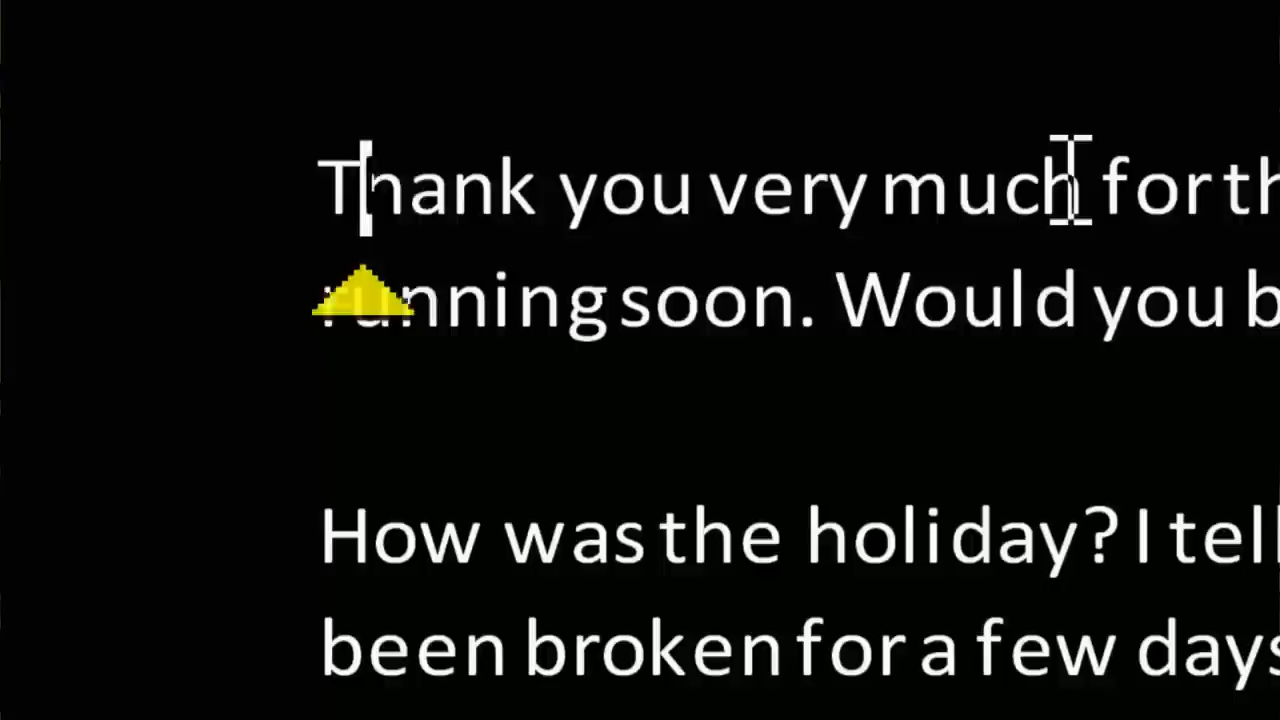 Thank you very much for th
running soon. Would you b
How was the holiday? I tell
been broken for a few days